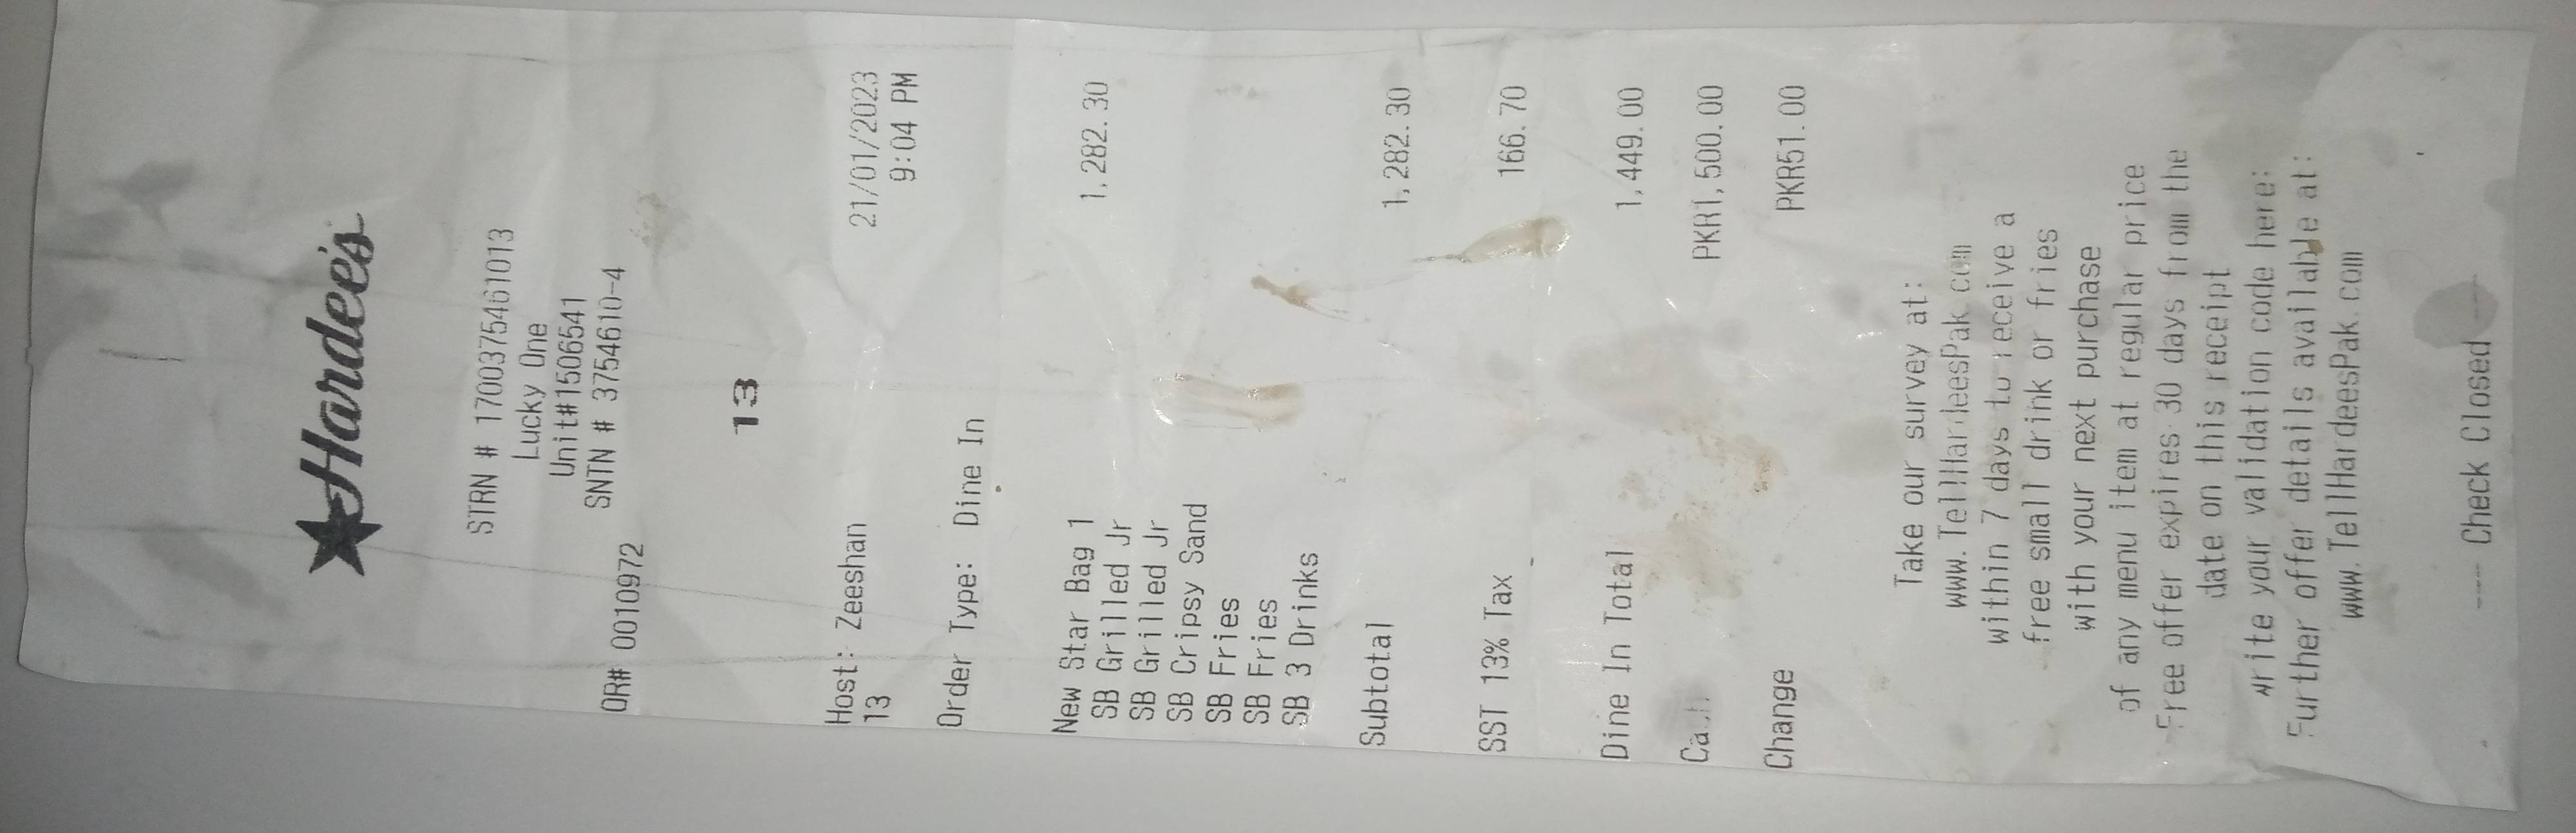 Hardee's
STRN # 1700375461013
Lucky One
Unit#1506541
SNTN # 3754610-4
OR# 0010972
13
Host: Zeeshan 21/01/2023
13 9:04 PM
Order Type: Dine In
New Star Bag 1 1,282.30
SB Grilled Jr
SB Grilled Jr
SB Cripsy Sand
SB Fries
SB Fries
SB 3 Drinks
Subtotal 1,282.30
SST 13% Tax 166.70
Dine In Total 1,449.00
Cash PKR1,500.00
Change PKR51.00
Take our survey at:
www.TellHardeesPak.com
within 7 days to receive a
free small drink or fries
with your next purchase
of any menu item at regular price
Free offer expires 30 days from the
date on this receipt
Write your validation code here:
Further offer details available at:
www.TellHardeesPak.com
---- Check Closed ----